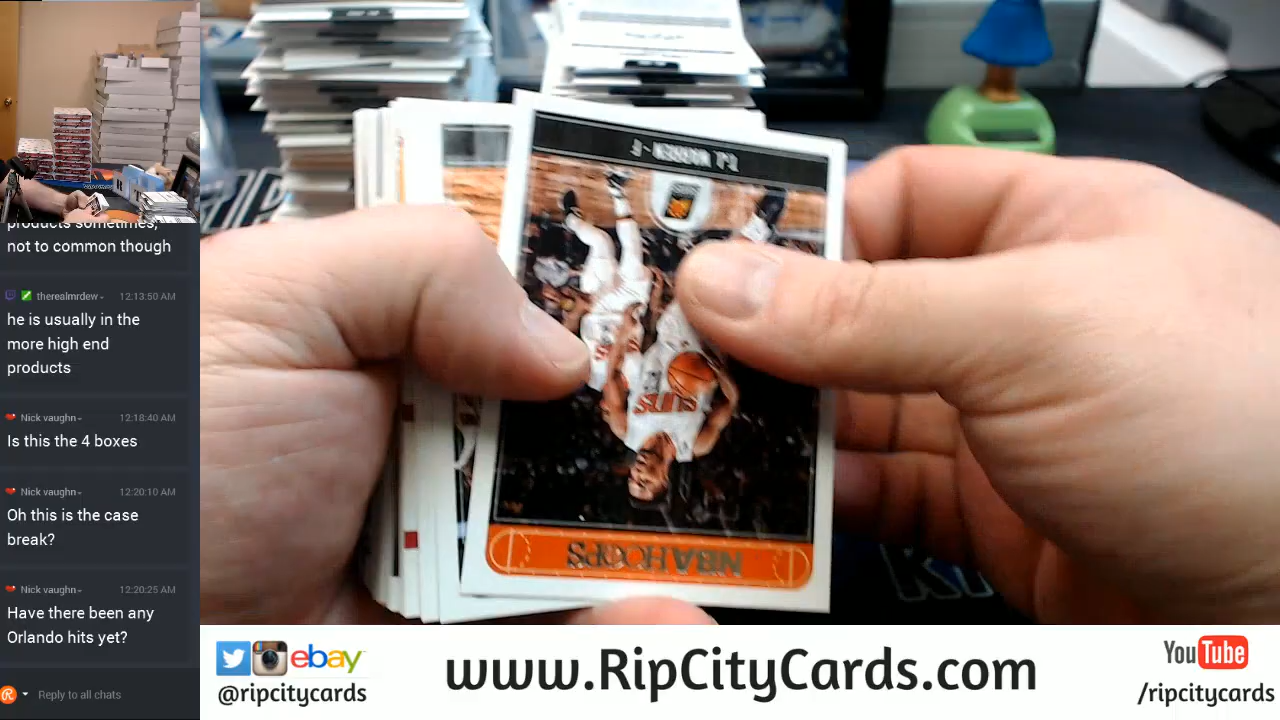 products sometimes,
not to common though
therealmrdew
12:13:50 AM
he is usually in the
more high end
products
Nick vaughn
12:18:40 AM
Is this the 4 boxes
Nick vaughn
12:20:10 AM
Oh this is the case
break?
Nick vaughn
12:20:25 AM
Have there been any
Orlando hits yet?
Reply to all chats
SUNS
NBA HOOPS
ebay
@ripcitycards
www.RipCityCards.com
YouTube
/ripcitycards